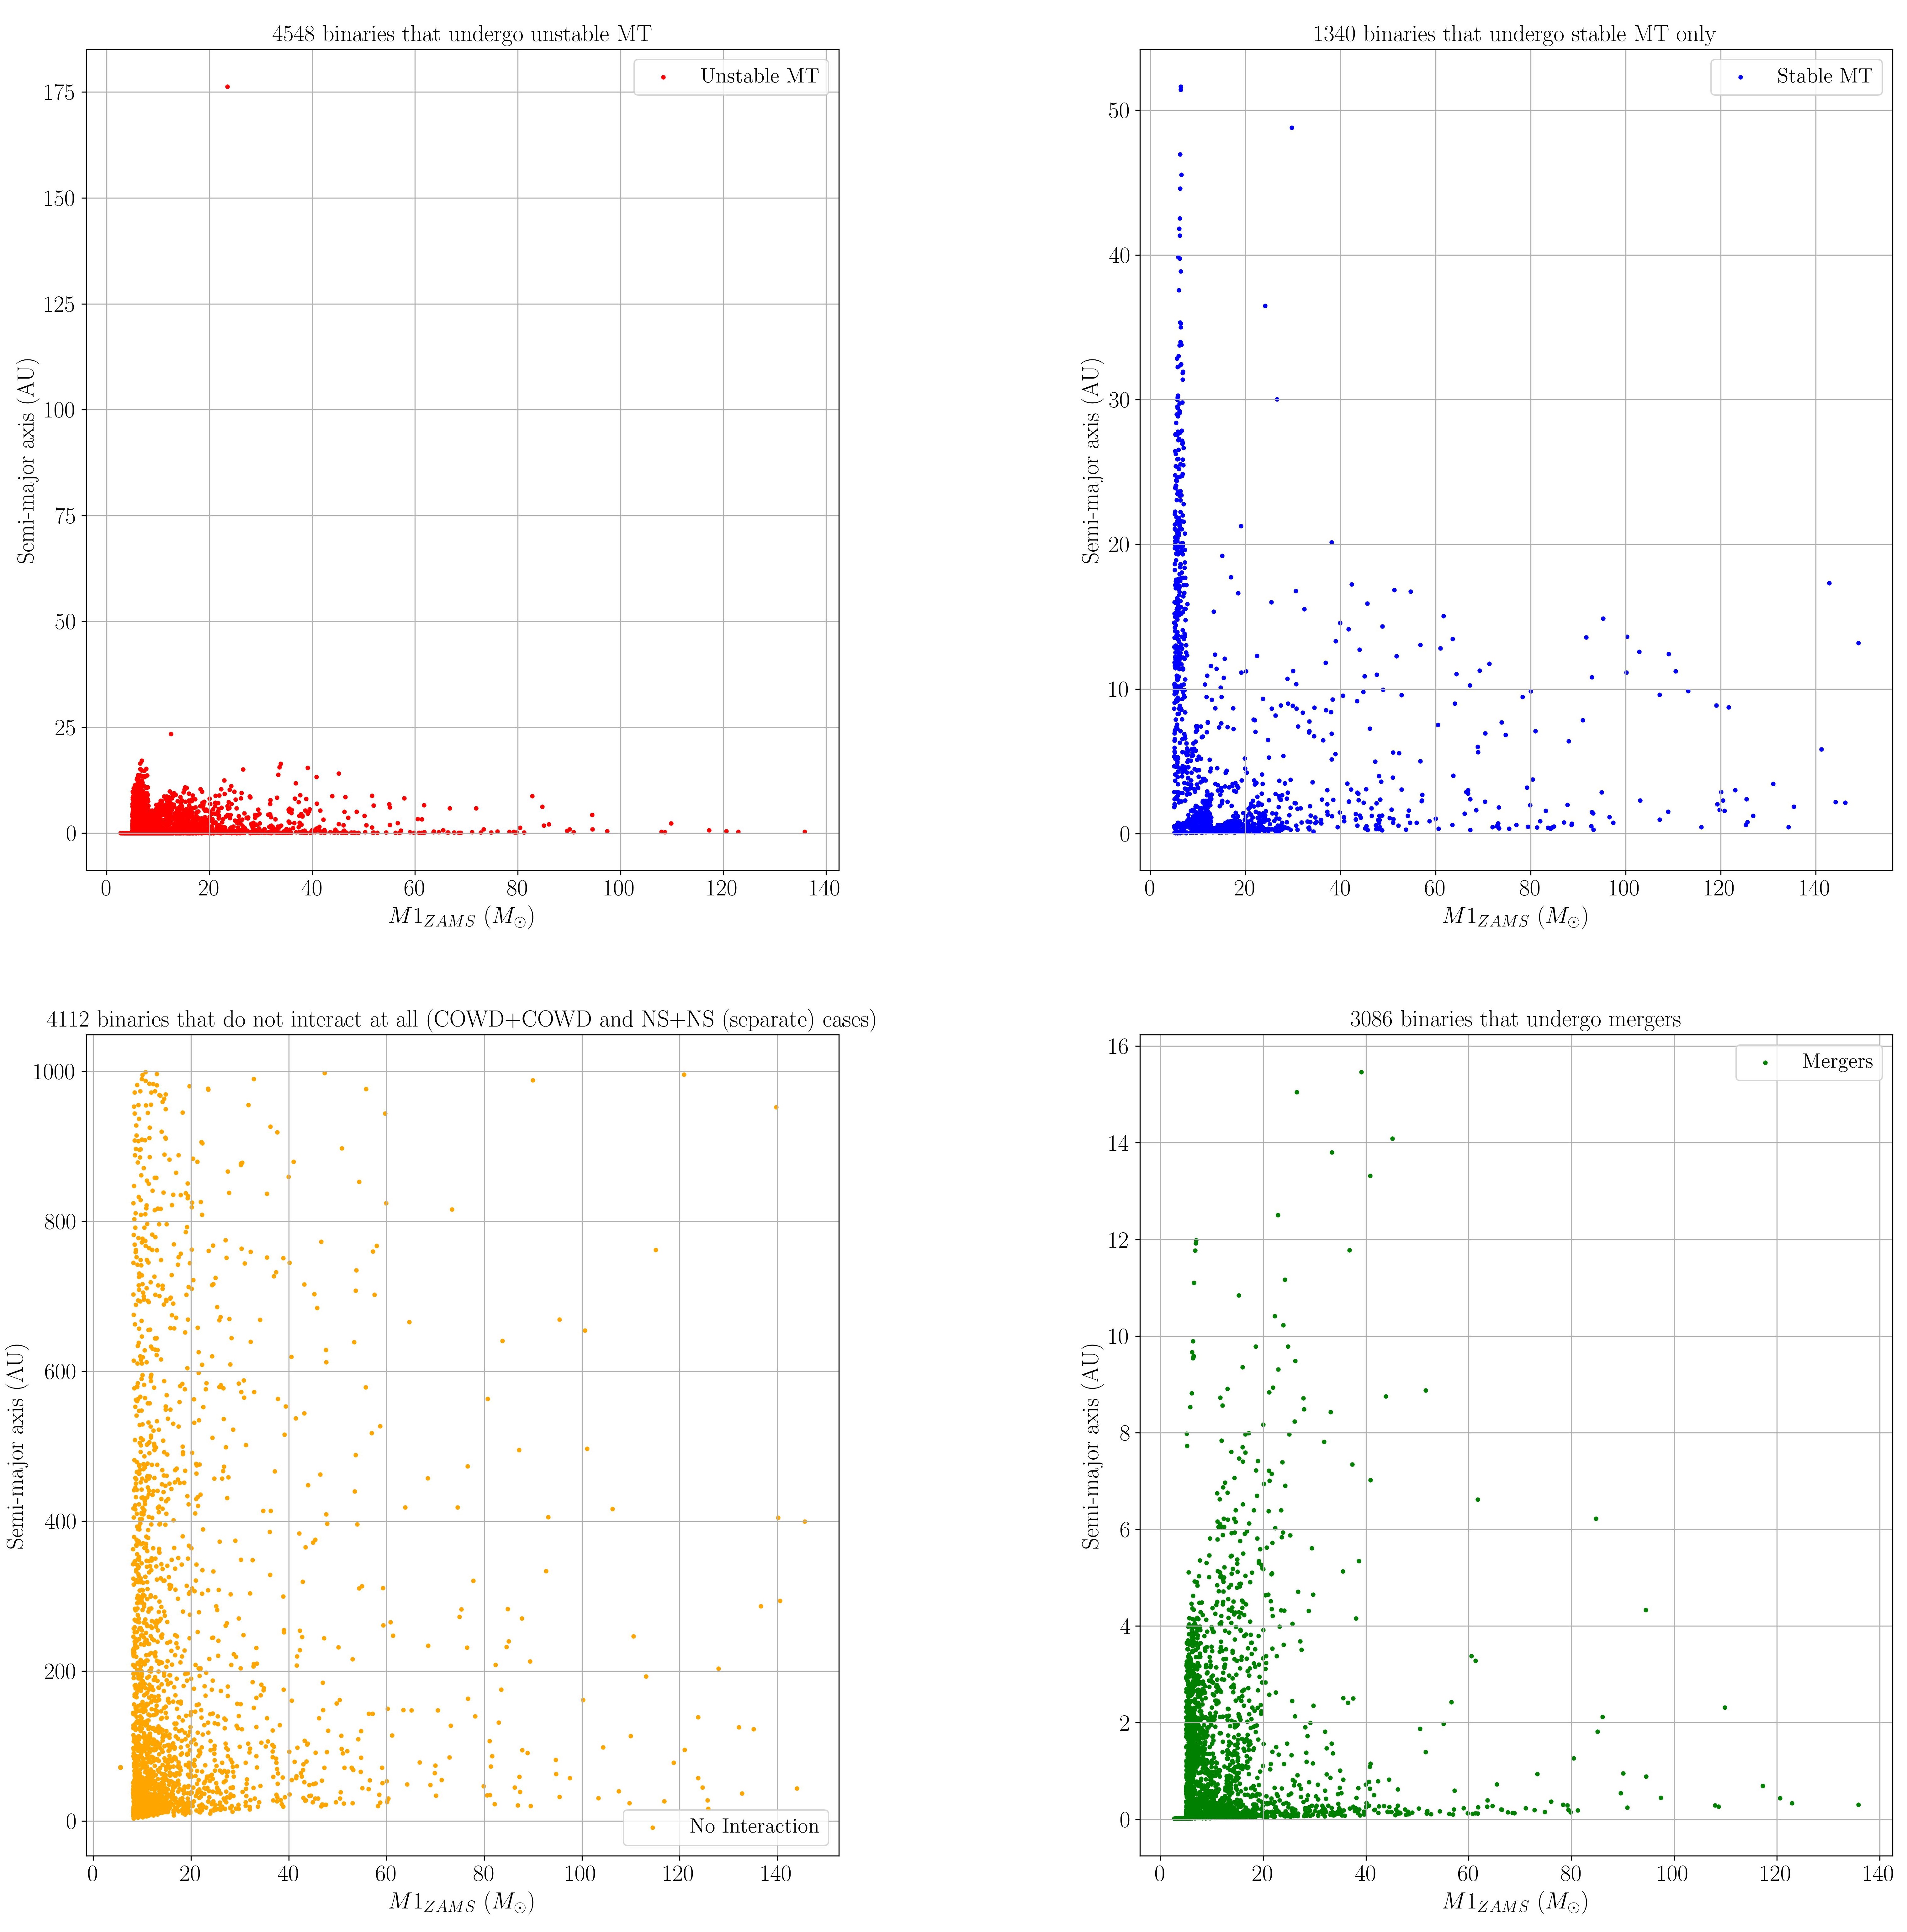 4548 binaries that undergo unstable MT
Unstable MT
175
150
125
100
75
50
25
0
Semi-major axis (AU)
0 20 40 60 80 100 120 140
M1_{ZAMS} (M_⊙)
1340 binaries that undergo stable MT only
Stable MT
50
40
30
20
10
0
Semi-major axis (AU)
0 20 40 60 80 100 120 140
M1_{ZAMS} (M_⊙)
4112 binaries that do not interact at all (COWD+COWD and NS+NS (separate) cases)
1000
800
600
400
200
0
Semi-major axis (AU)
No Interaction
0 20 40 60 80 100 120 140
M1_{ZAMS} (M_⊙)
3086 binaries that undergo mergers
Mergers
16
14
12
10
8
6
4
2
0
Semi-major axis (AU)
0 20 40 60 80 100 120 140
M1_{ZAMS} (M_⊙)